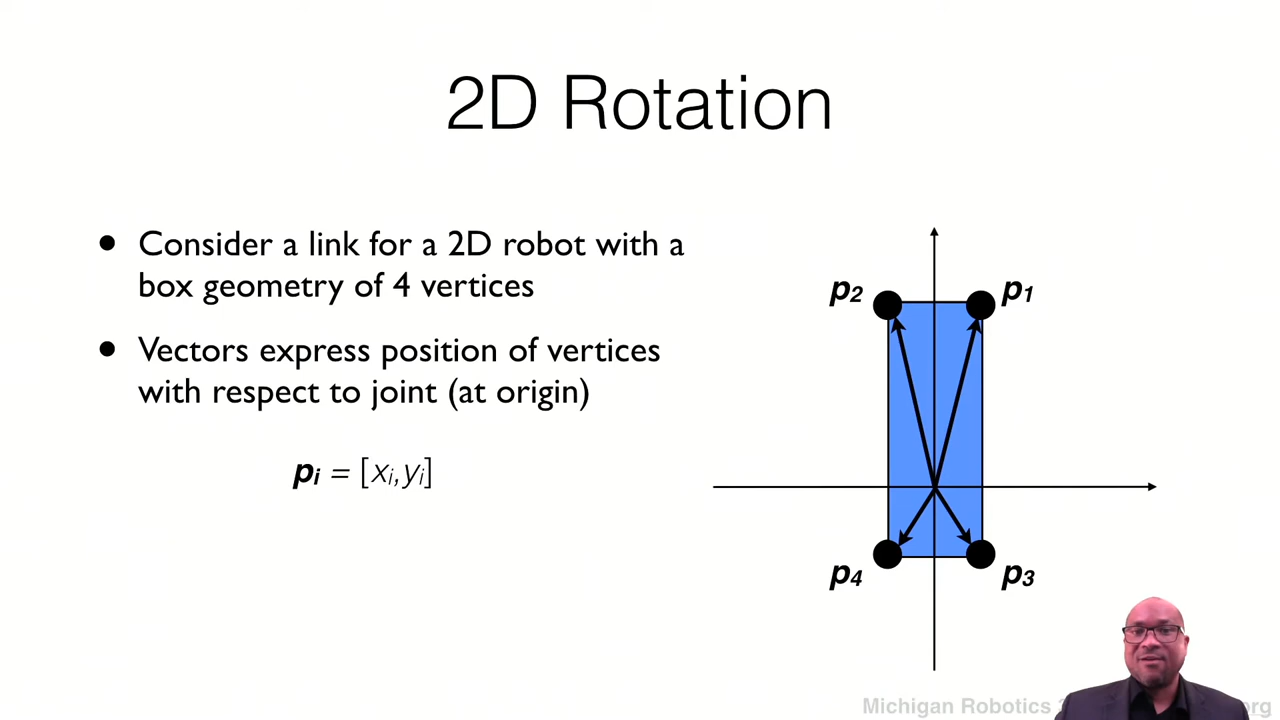 2D Rotation
• Consider a link for a 2D robot with a
box geometry of 4 vertices
• Vectors express position of vertices
with respect to joint (at origin)
pᵢ = [xᵢ,yᵢ]
p₂
p₁
p₄
p₃
Michigan Robotics
org